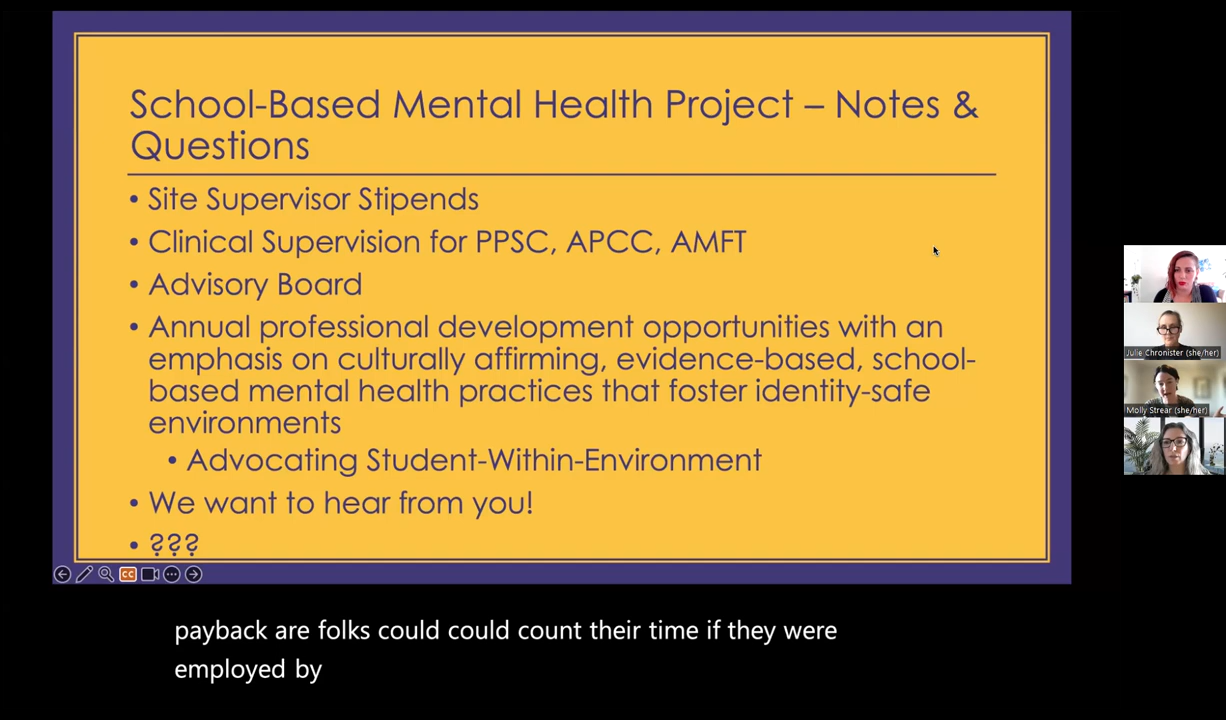 School-Based Mental Health Project – Notes &
Questions
• Site Supervisor Stipends
• Clinical Supervision for PPSC, APCC, AMFT
• Advisory Board
• Annual professional development opportunities with an
emphasis on culturally affirming, evidence-based, school-
based mental health practices that foster identity-safe
environments
• Advocating Student-Within-Environment
• We want to hear from you!
• ???
CC
Julie Chronister (she/her)
Molly Strear (she/her)
payback are folks could could count their time if they were
employed by